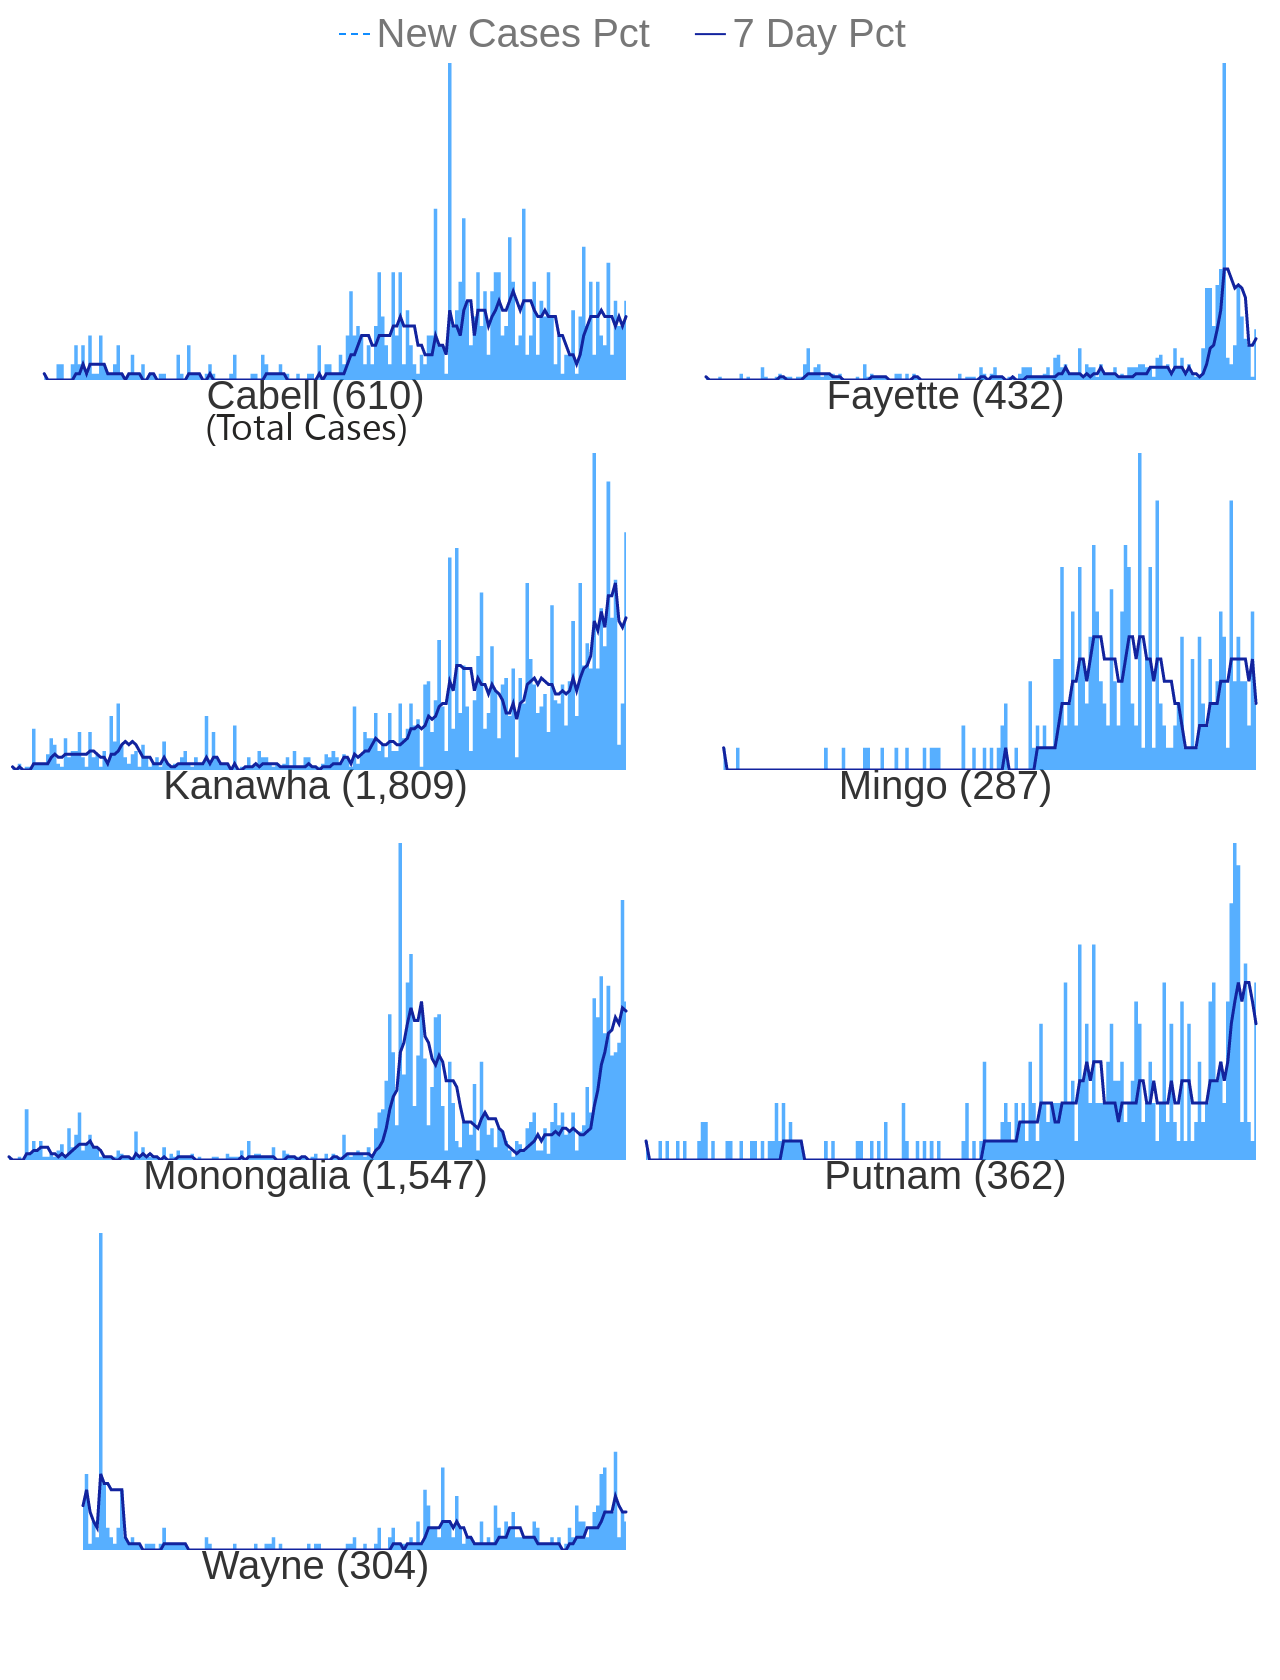 New Cases Pct 7 Day Pct
Cabell (610)
(Total Cases)
Fayette (432)
Kanawha (1,809)
Mingo (287)
Monongalia (1,547)
Putnam (362)
Wayne (304)